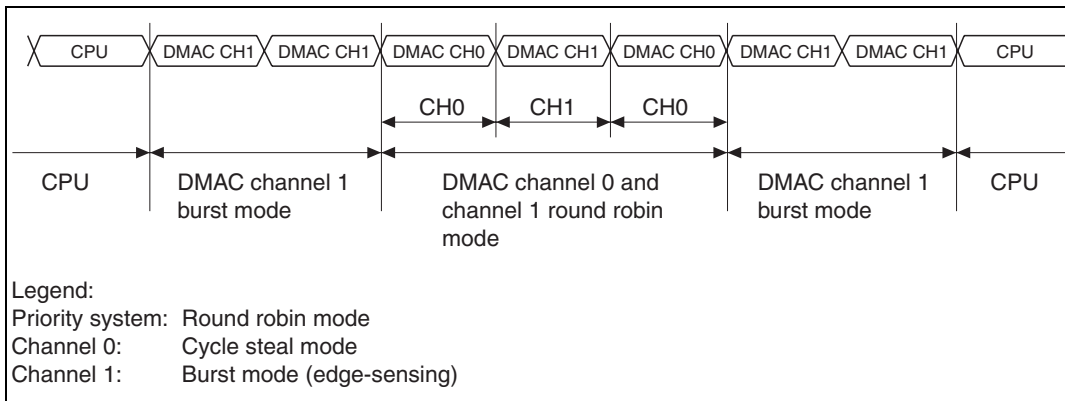 CPU DMAC CH1 DMAC CH1 DMAC CH0 DMAC CH1 DMAC CH0 DMAC CH1 DMAC CH1 CPU
CH0 CH1 CH0
CPU
DMAC channel 1
burst mode
DMAC channel 0 and
channel 1 round robin
mode
DMAC channel 1
burst mode
CPU
Legend:
Priority system: Round robin mode
Channel 0: Cycle steal mode
Channel 1: Burst mode (edge-sensing)